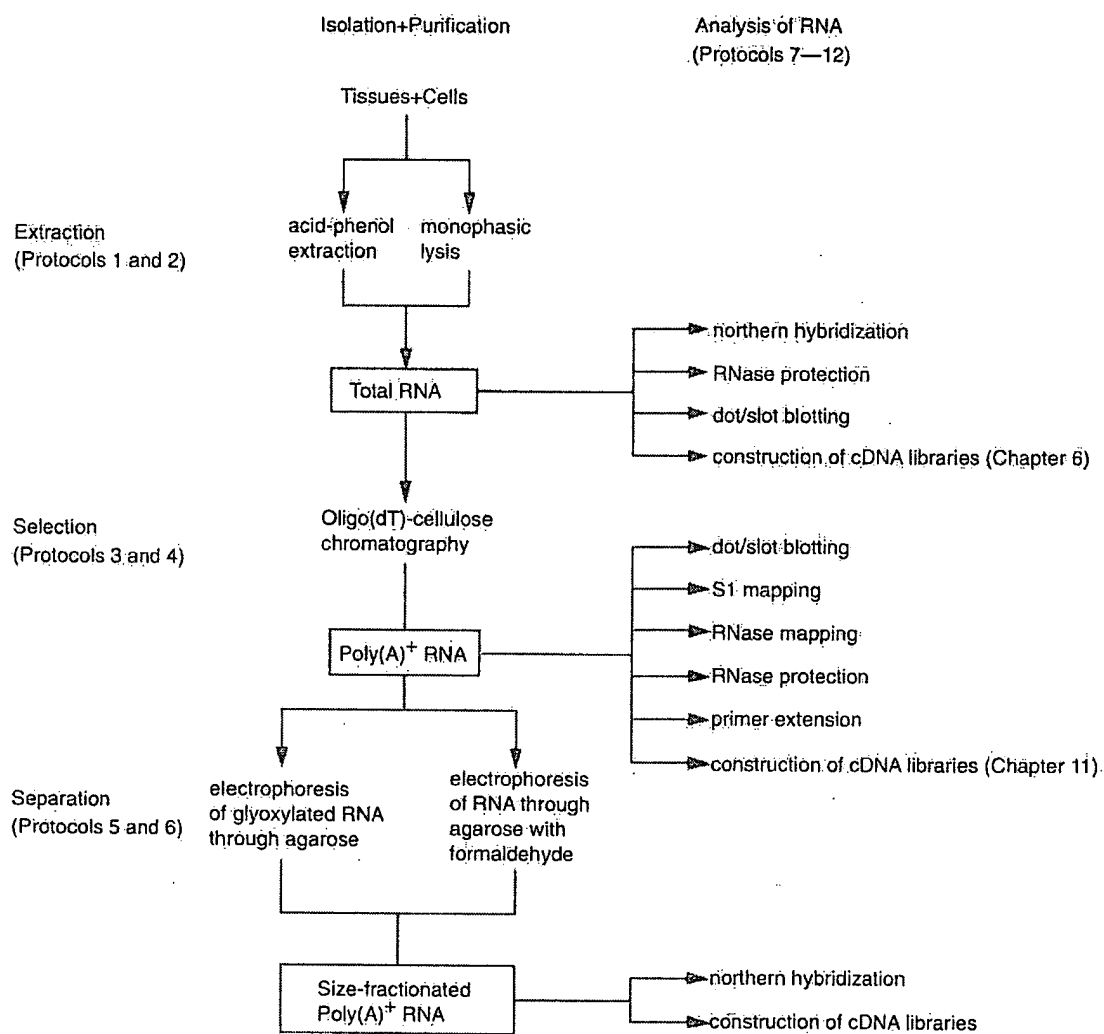 Isolation+Purification
Analysis of RNA
(Protocols 7—12)
Tissues+Cells
acid-phenol
extraction
monophasic
lysis
Extraction
(Protocols 1 and 2)
northern hybridization
RNase protection
dot/slot blotting
construction of cDNA libraries (Chapter 6)
Total RNA
Selection
(Protocols 3 and 4)
Oligo(dT)-cellulose
chromatography
dot/slot blotting
S1 mapping
RNase mapping
RNase protection
primer extension
construction of cDNA libraries (Chapter 11)
Poly(A)+ RNA
Separation
(Protocols 5 and 6)
electrophoresis
of glyoxylated RNA
through agarose
electrophoresis
of RNA through
agarose with
formaldehyde
Size-fractionated
Poly(A)+ RNA
northern hybridization
construction of cDNA libraries